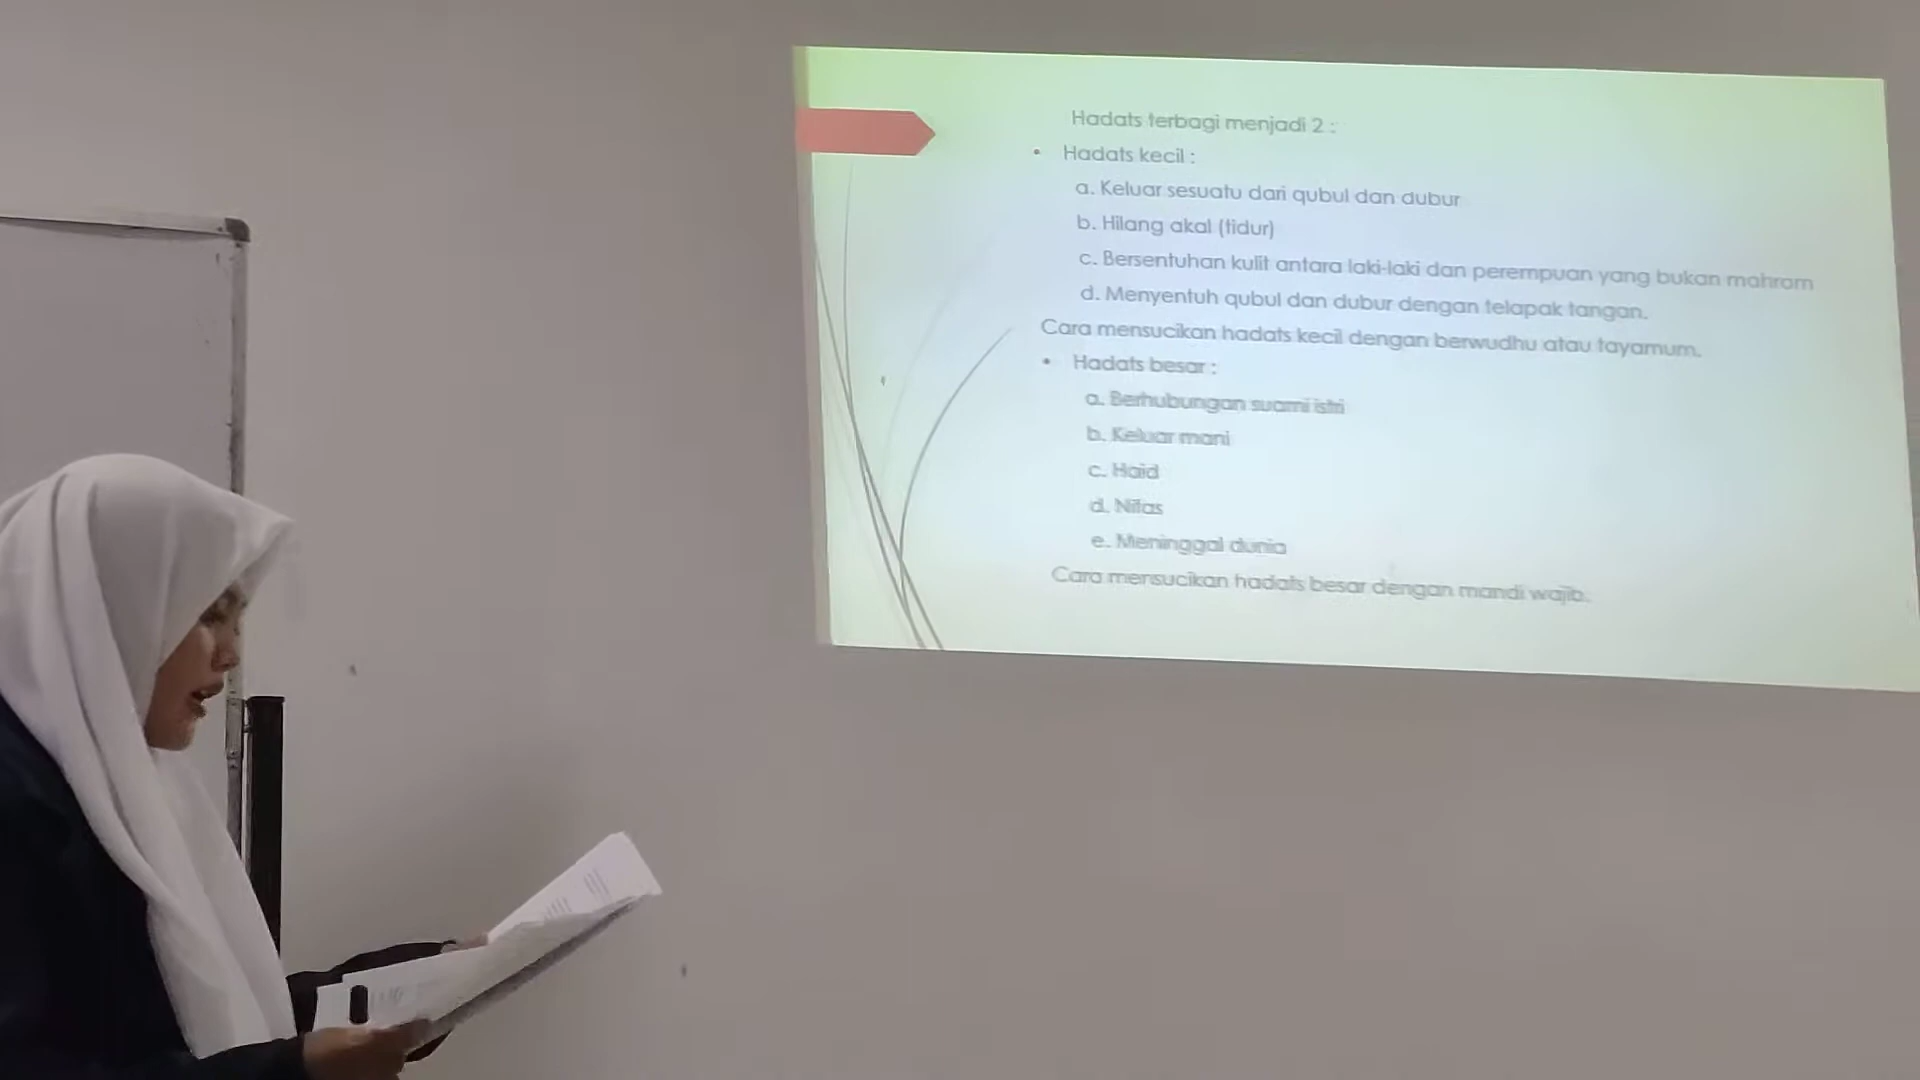 Hadats terbagi menjadi 2 :
• Hadats kecil :
a. Keluar sesuatu dari qubul dan dubur
b. Hilang akal (tidur)
c. Bersentuhan kulit antara laki-laki dan perempuan yang bukan mahrom
d. Menyentuh qubul dan dubur dengan telapak tangan.
Cara mensucikan hadats kecil dengan berwudhu atau tayamum.
• Hadats besar :
a. Berhubungan suami istri
b. Keluar mani
c. Haid
d. Nifas
e. Meninggal dunia
Cara mensucikan hadats besar dengan mandi wajib.